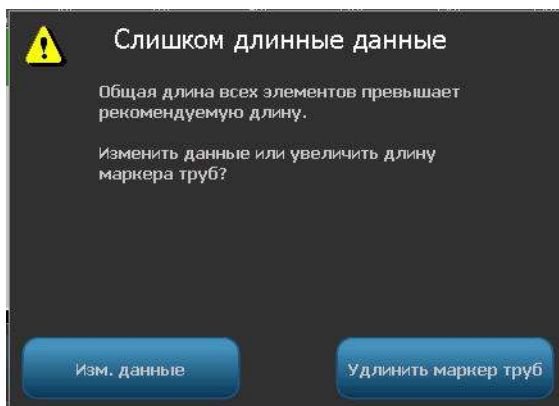 Слишком длинные данные
Общая длина всех элементов превышает
рекомендуемую длину.
Изменить данные или увеличить длину
маркера труб?
Изм. данные
Удлинить маркер труб